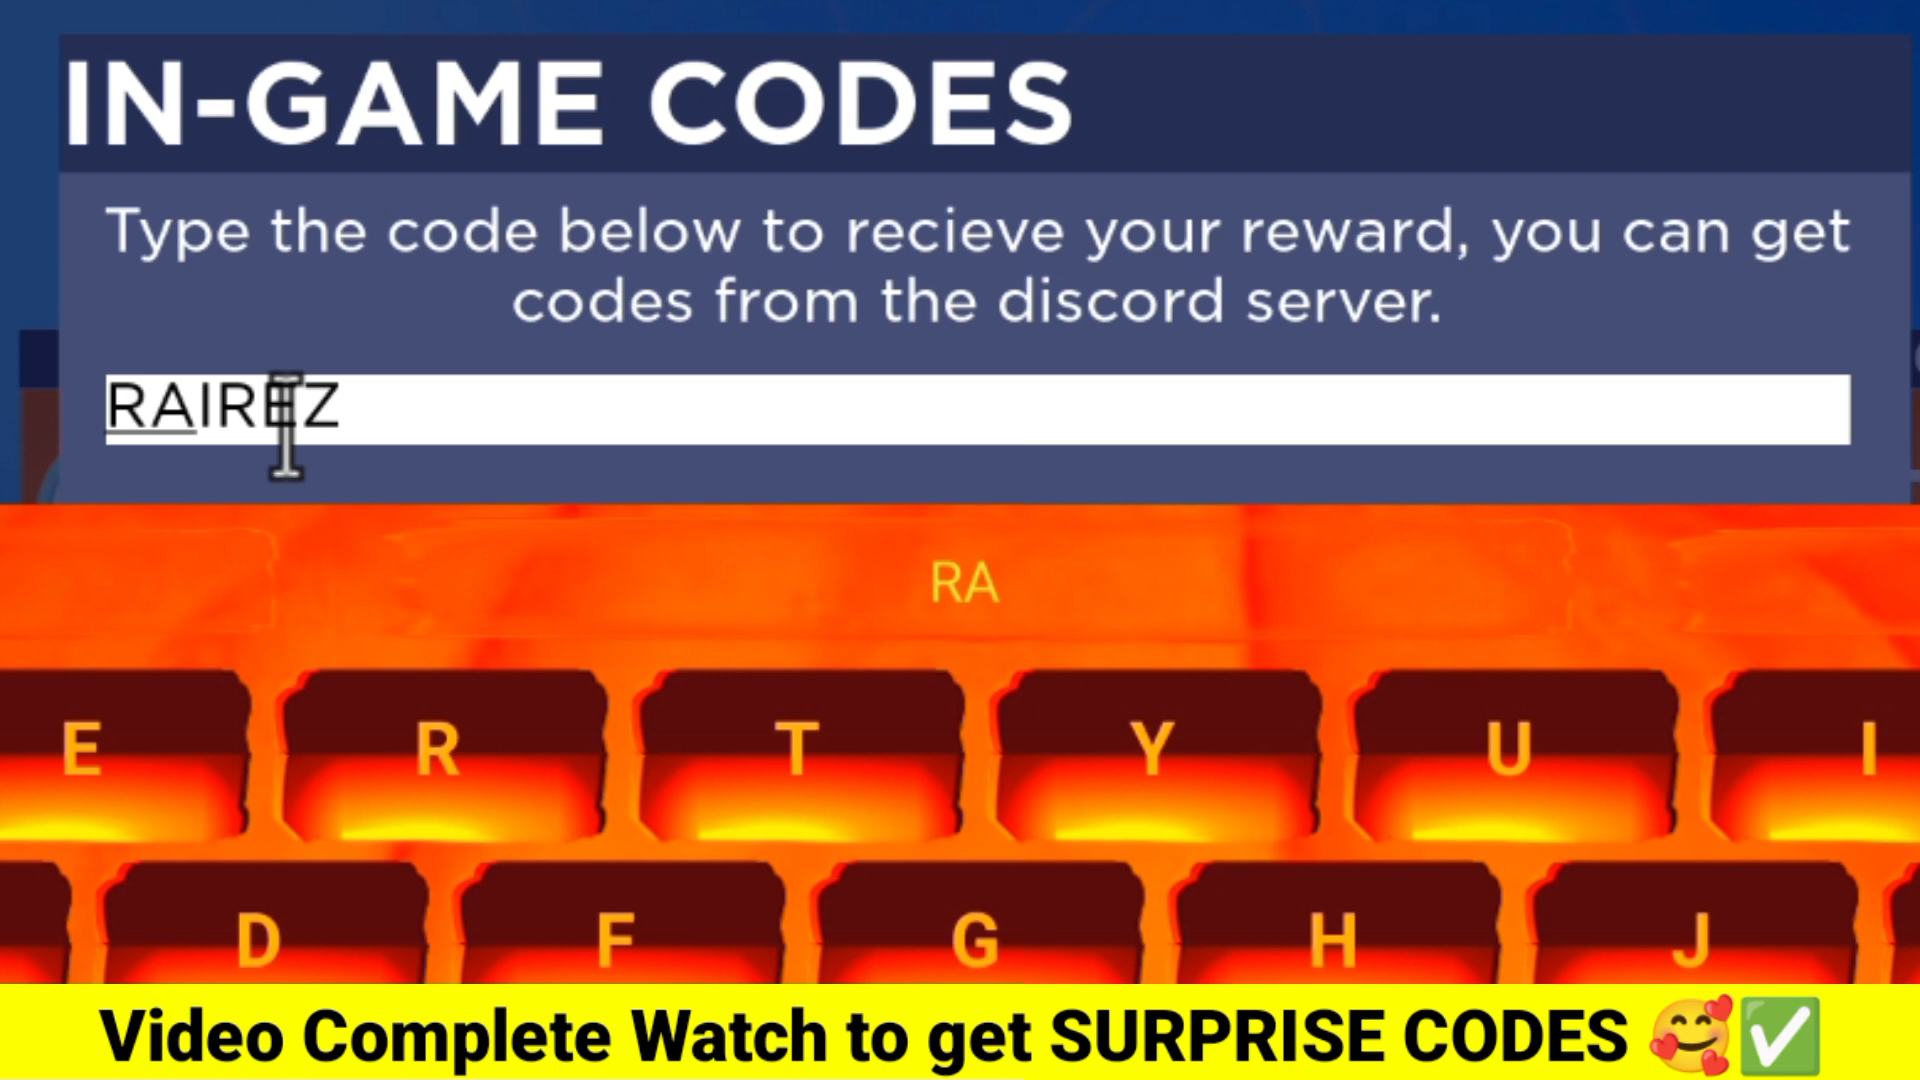 IN-GAME CODES
Type the code below to recieve your reward, you can get
codes from the discord server.
RAIREZ
RA
E R T Y U I
D F G H J
Video Complete Watch to get SURPRISE CODES 🥰✅